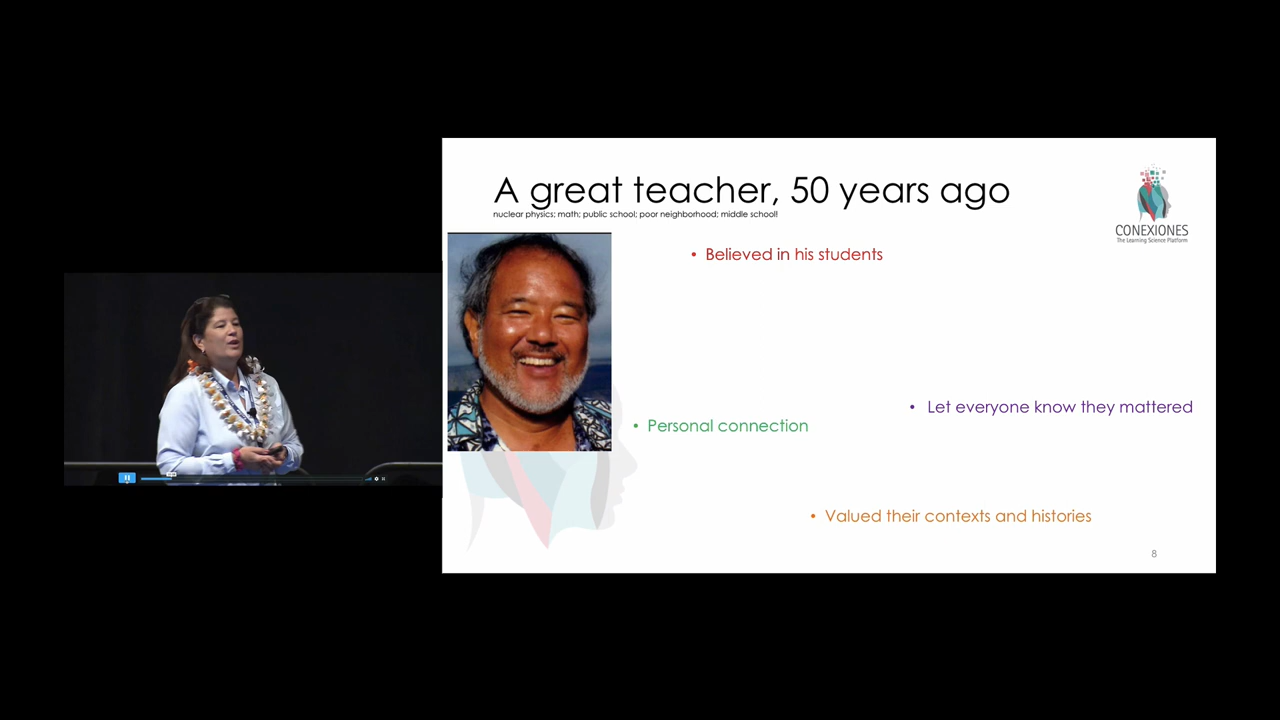 A great teacher, 50 years ago
nuclear physics; math; public school; poor neighborhood; middle school!
CONEXIONES
The Learning Science Platform
• Believed in his students
• Let everyone know they mattered
• Personal connection
• Valued their contexts and histories
8